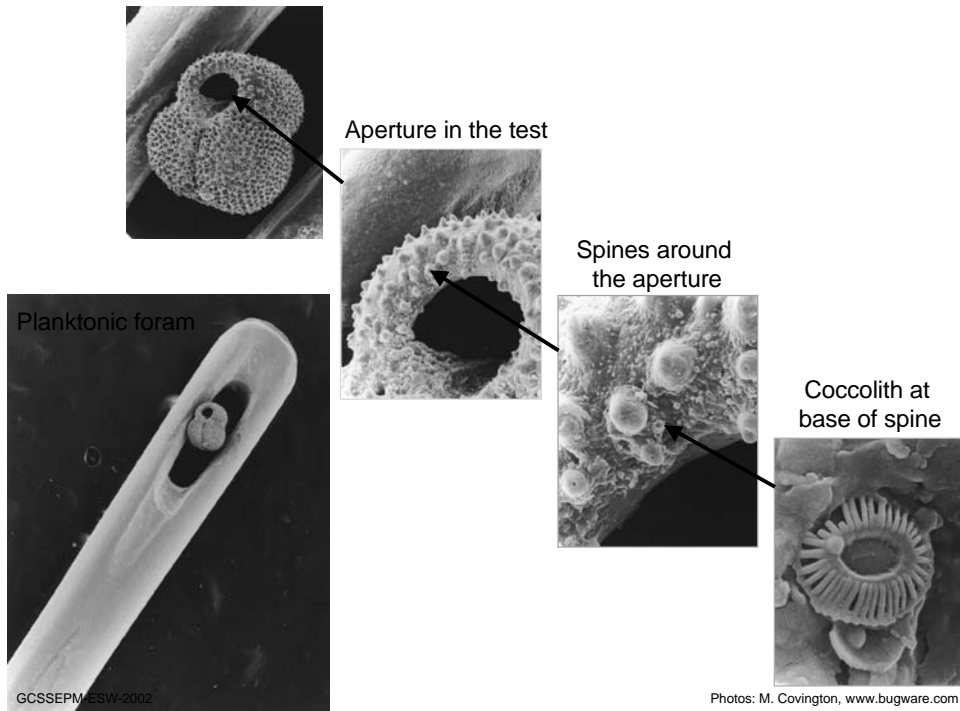 Aperture in the test
Spines around
the aperture
Planktonic foram
Coccolith at
base of spine
GCSSEPM-ESW-2002
Photos: M. Covington, www.bugware.com